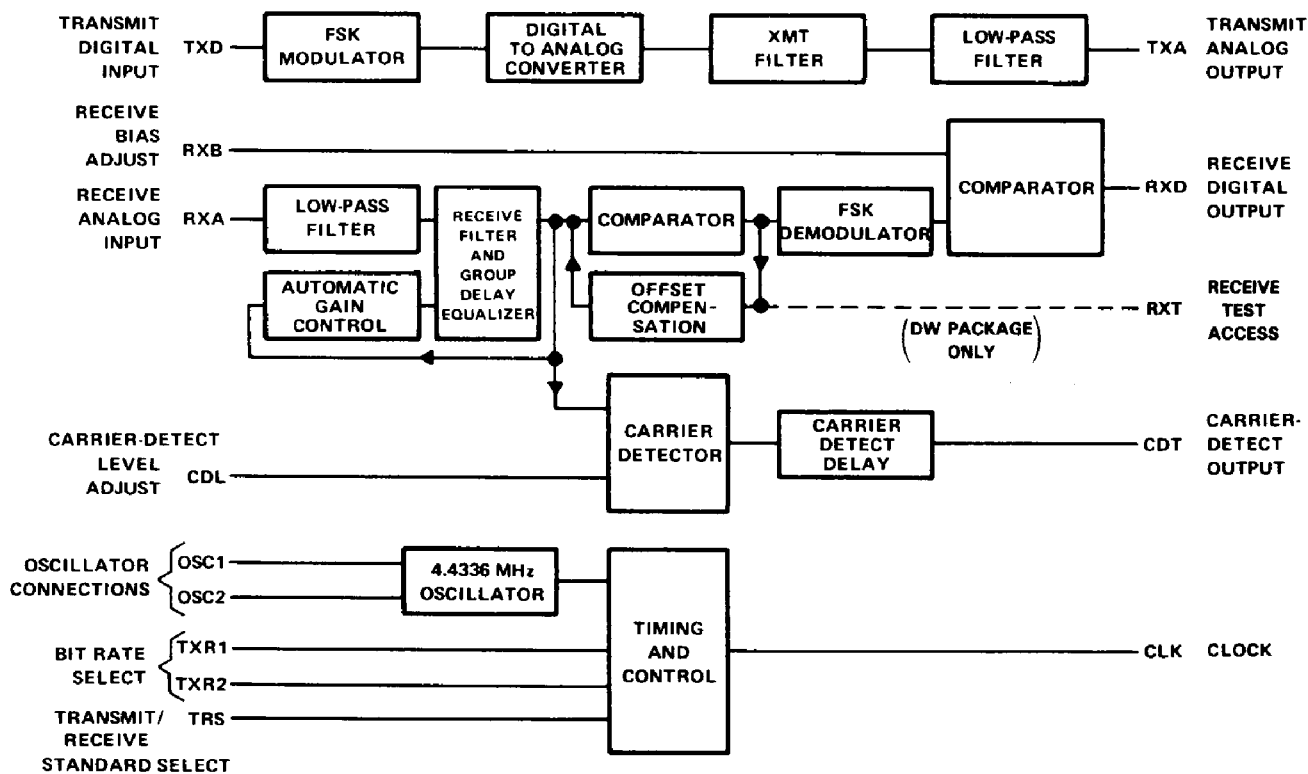 TRANSMIT
DIGITAL
INPUT
TXD
FSK
MODULATOR
DIGITAL
TO ANALOG
CONVERTER
XMT
FILTER
LOW-PASS
FILTER
TXA
TRANSMIT
ANALOG
OUTPUT
RECEIVE
BIAS
ADJUST
RXB
COMPARATOR
RXD
RECEIVE
DIGITAL
OUTPUT
RECEIVE
ANALOG
INPUT
RXA
LOW-PASS
FILTER
RECEIVE
FILTER
AND
GROUP
DELAY
EQUALIZER
COMPARATOR
FSK
DEMODULATOR
AUTOMATIC
GAIN
CONTROL
OFFSET
COMPEN-
SATION
RXT
RECEIVE
TEST
ACCESS
(DW PACKAGE
ONLY)
CARRIER-DETECT
LEVEL
ADJUST
CDL
CARRIER
DETECTOR
CARRIER
DETECT
DELAY
CDT
CARRIER-
DETECT
OUTPUT
OSCILLATOR
CONNECTIONS
OSC1
OSC2
4.4336 MHz
OSCILLATOR
BIT RATE
SELECT
TXR1
TXR2
TRANSMIT/
RECEIVE
STANDARD SELECT
TRS
TIMING
AND
CONTROL
CLK
CLOCK